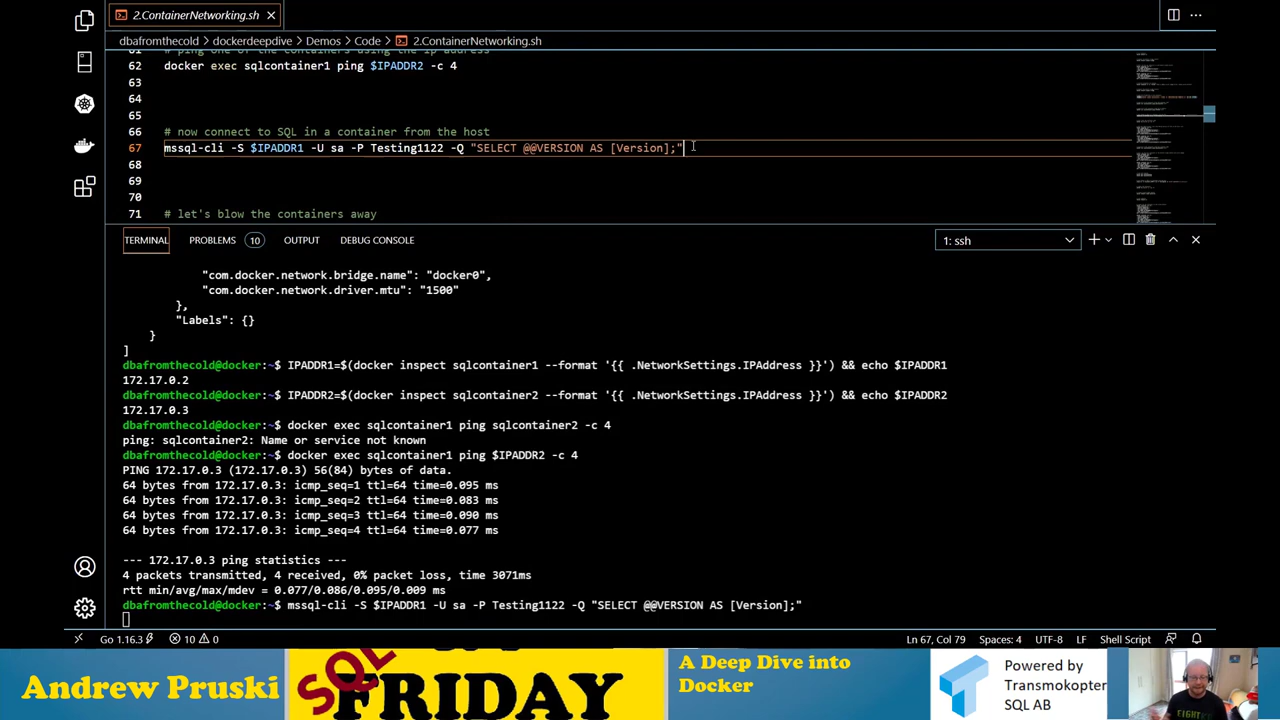 2.ContainerNetworking.sh
dbafromthecold > dockerdeepdive > Demos > Code > 2.ContainerNetworking.sh
61 # ping one of the containers using the ip address
62 docker exec sqlcontainer1 ping $IPADDR2 -c 4
63
64
65
66 # now connect to SQL in a container from the host
67 mssql-cli -S $IPADDR1 -U sa -P Testing1122 -Q "SELECT @@VERSION AS [Version];"
68
69
70
71 # let's blow the containers away
TERMINAL PROBLEMS 10 OUTPUT DEBUG CONSOLE 1: ssh
"com.docker.network.bridge.name": "docker0",
"com.docker.network.driver.mtu": "1500"
},
"Labels": {}
}
]
dbafromthecold@docker:~$ IPADDR1=$(docker inspect sqlcontainer1 --format '{{ .NetworkSettings.IPAddress }}') && echo $IPADDR1
172.17.0.2
dbafromthecold@docker:~$ IPADDR2=$(docker inspect sqlcontainer2 --format '{{ .NetworkSettings.IPAddress }}') && echo $IPADDR2
172.17.0.3
dbafromthecold@docker:~$ docker exec sqlcontainer1 ping sqlcontainer2 -c 4
ping: sqlcontainer2: Name or service not known
dbafromthecold@docker:~$ docker exec sqlcontainer1 ping $IPADDR2 -c 4
PING 172.17.0.3 (172.17.0.3) 56(84) bytes of data.
64 bytes from 172.17.0.3: icmp_seq=1 ttl=64 time=0.095 ms
64 bytes from 172.17.0.3: icmp_seq=2 ttl=64 time=0.083 ms
64 bytes from 172.17.0.3: icmp_seq=3 ttl=64 time=0.090 ms
64 bytes from 172.17.0.3: icmp_seq=4 ttl=64 time=0.077 ms
--- 172.17.0.3 ping statistics ---
4 packets transmitted, 4 received, 0% packet loss, time 3071ms
rtt min/avg/max/mdev = 0.077/0.086/0.095/0.009 ms
dbafromthecold@docker:~$ mssql-cli -S $IPADDR1 -U sa -P Testing1122 -Q "SELECT @@VERSION AS [Version];"
Go 1.16.3 10 0 Ln 67, Col 79 Spaces: 4 UTF-8 LF Shell Script
Andrew Pruski
SQL
FRIDAY
A Deep Dive into
Docker
Powered by
Transmokopter
SQL AB